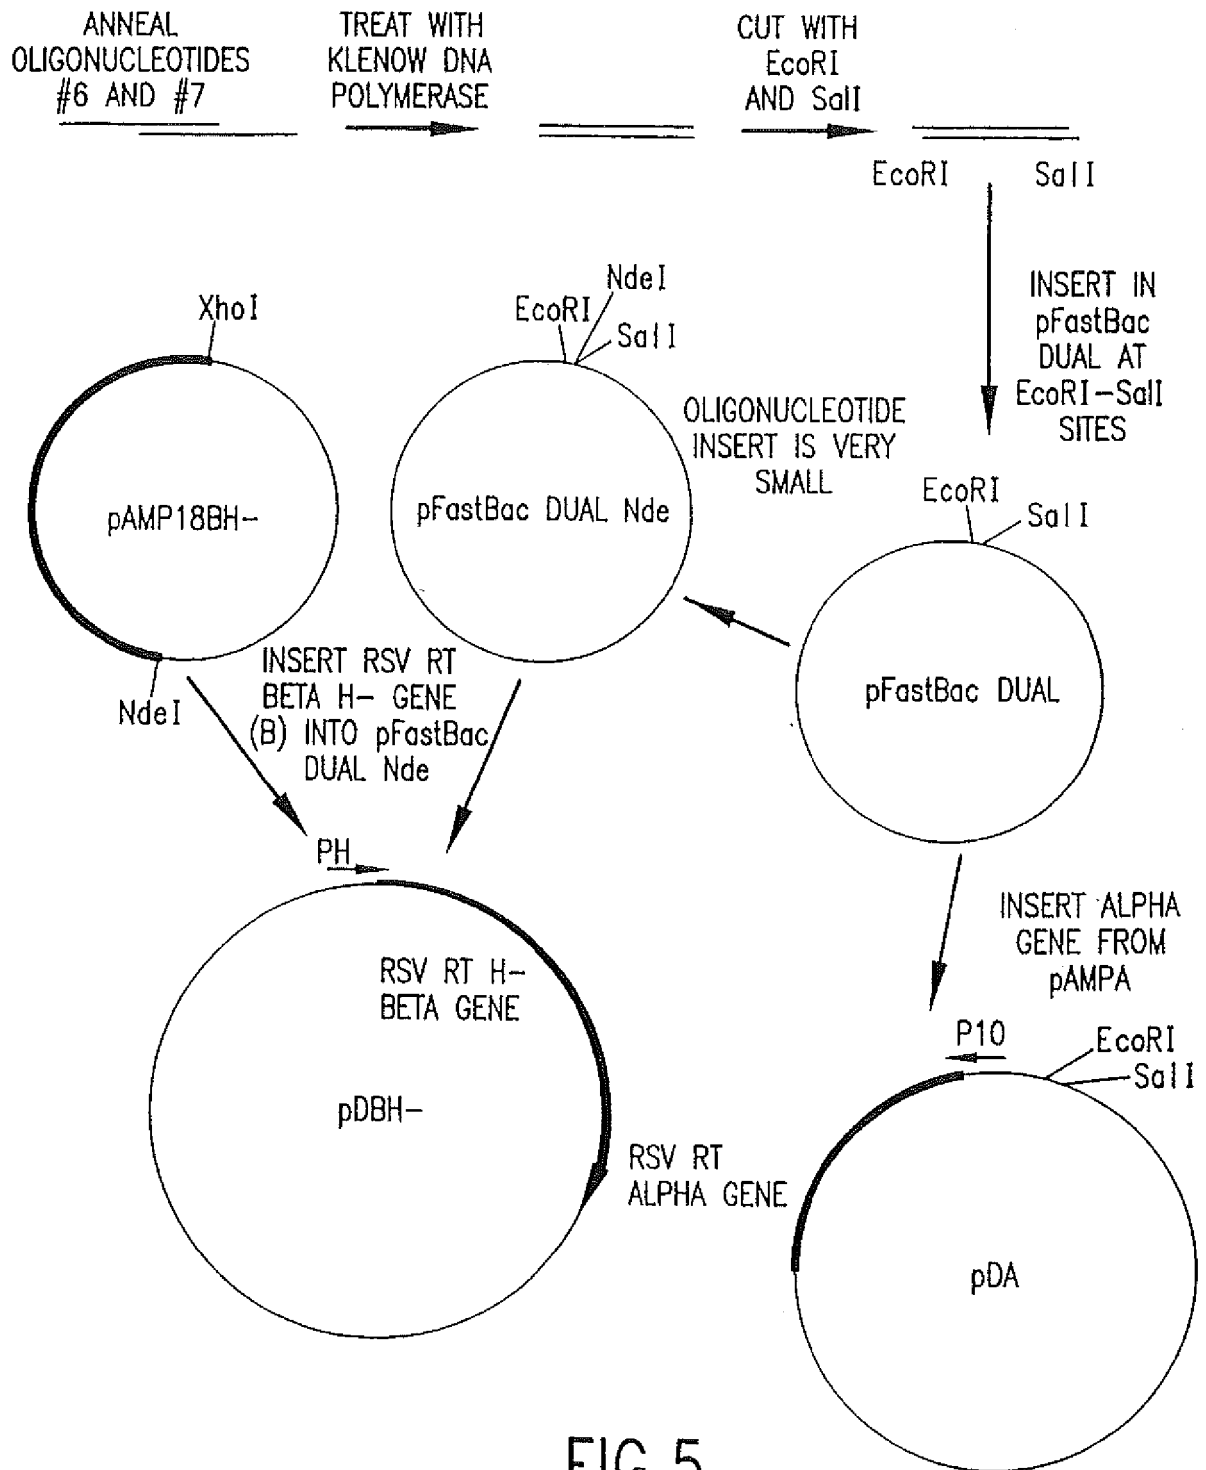 ANNEAL
OLIGONUCLEOTIDES
#6 AND #7
TREAT WITH
KLENOW DNA
POLYMERASE
CUT WITH
EcoRI
AND SalI
EcoRI
SalI
INSERT IN
pFastBac
DUAL AT
EcoRI-SalI
SITES
XhoI
pAMP18BH-
NdeI
EcoRI
NdeI
SalI
pFastBac DUAL Nde
OLIGONUCLEOTIDE
INSERT IS VERY
SMALL
EcoRI
SalI
pFastBac DUAL
INSERT RSV RT
BETA H- GENE
(B) INTO pFastBac
DUAL Nde
PH
RSV RT H-
BETA GENE
pDBH-
RSV RT
ALPHA GENE
INSERT ALPHA
GENE FROM
pAMPA
P10
EcoRI
SalI
pDA
FIG.5